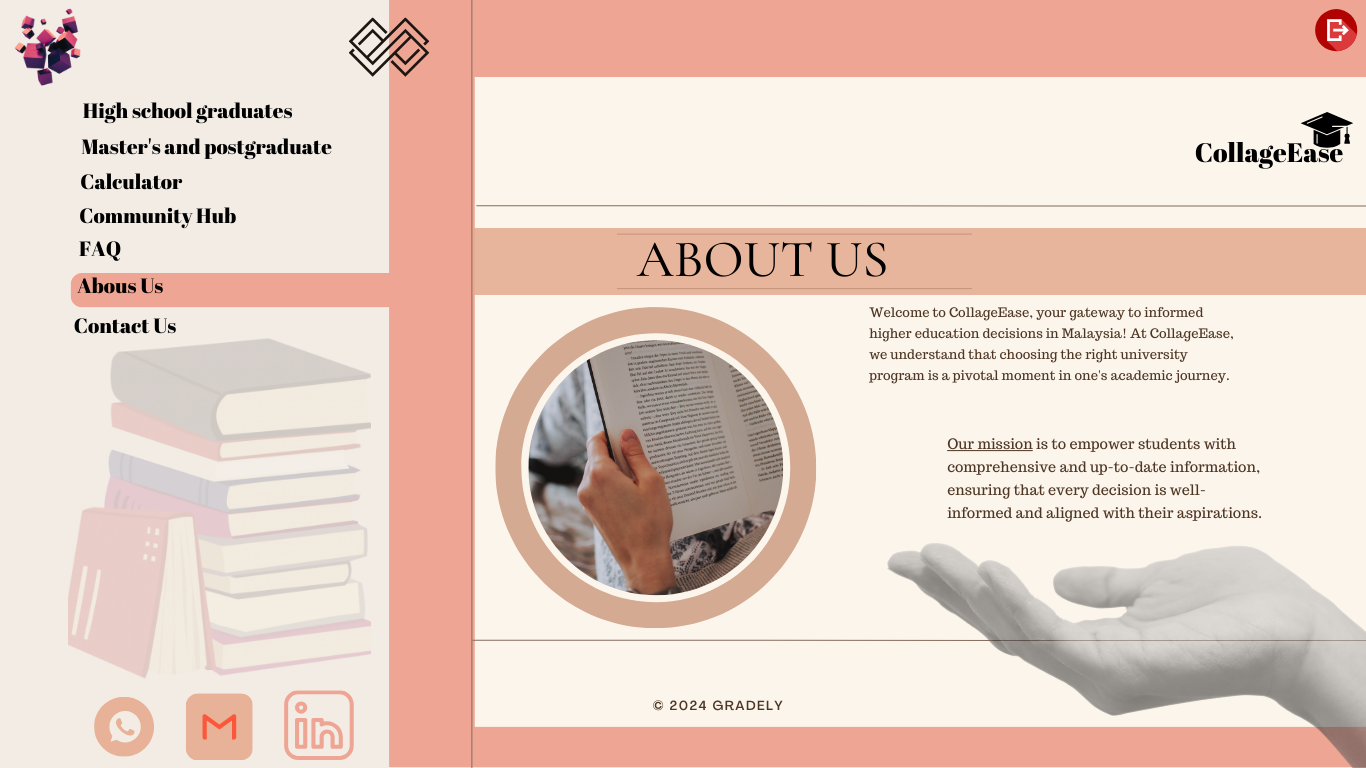 High school graduates
Master's and postgraduate
Calculator
Community Hub
FAQ
Abous Us
Contact Us
CollageEase
ABOUT US
Welcome to CollageEase, your gateway to informed
higher education decisions in Malaysia! At CollageEase,
we understand that choosing the right university
program is a pivotal moment in one's academic journey.
Our mission is to empower students with
comprehensive and up-to-date information,
ensuring that every decision is well-
informed and aligned with their aspirations.
in
© 2024 GRADELY